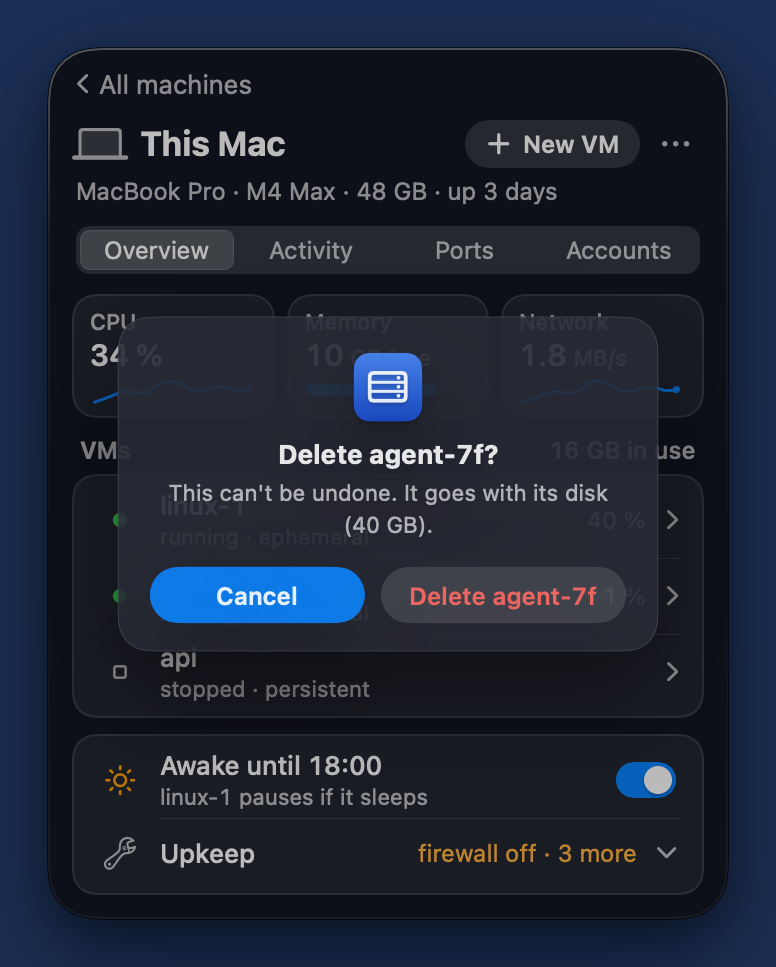 All machines
This Mac
New VM
MacBook Pro · M4 Max · 48 GB · up 3 days
Overview
Activity
Ports
Accounts
CPU
Memory
Network
34 %
10
1.8 MB/s
VMs
16 GB in use
Delete agent-7f?
This can't be undone. It goes with its disk
(40 GB).
linux-1
40 %
running · ephemeral
Cancel
Delete agent-7f
api
stopped · persistent
Awake until 18:00
linux-1 pauses if it sleeps
Upkeep
firewall off · 3 more